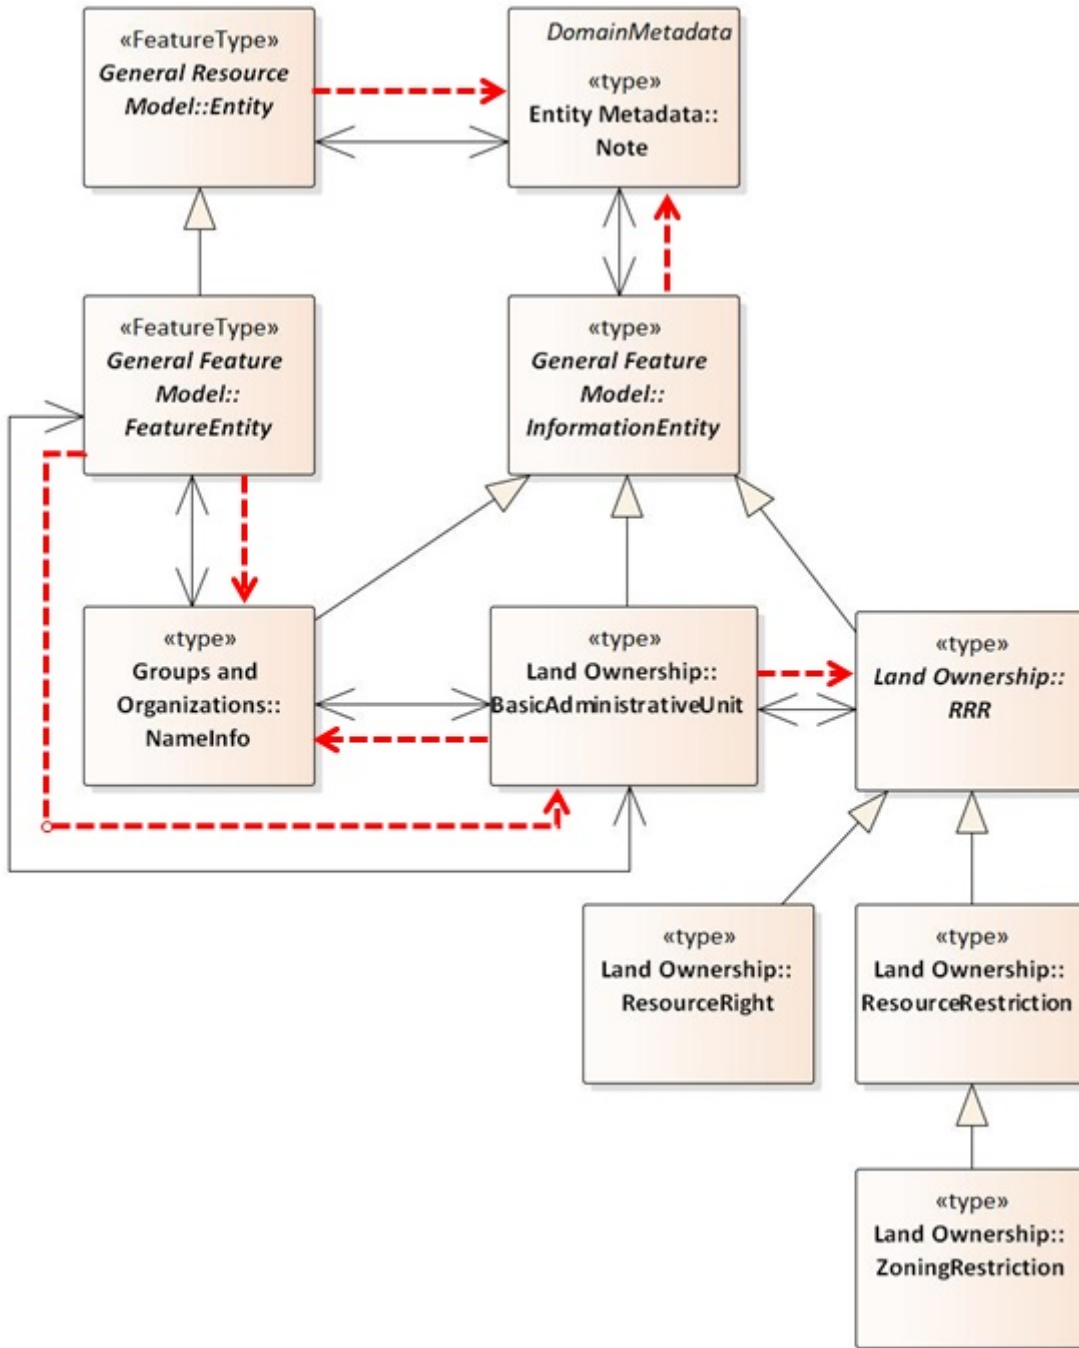 «FeatureType»
General Resource
Model::Entity
DomainMetadata
«type»
Entity Metadata::
Note
«FeatureType»
General Feature
Model::
FeatureEntity
«type»
General Feature
Model::
InformationEntity
«type»
Groups and
Organizations::
NameInfo
«type»
Land Ownership::
BasicAdministrativeUnit
«type»
Land Ownership::
RRR
«type»
Land Ownership::
ResourceRight
«type»
Land Ownership::
ResourceRestriction
«type»
Land Ownership::
ZoningRestriction